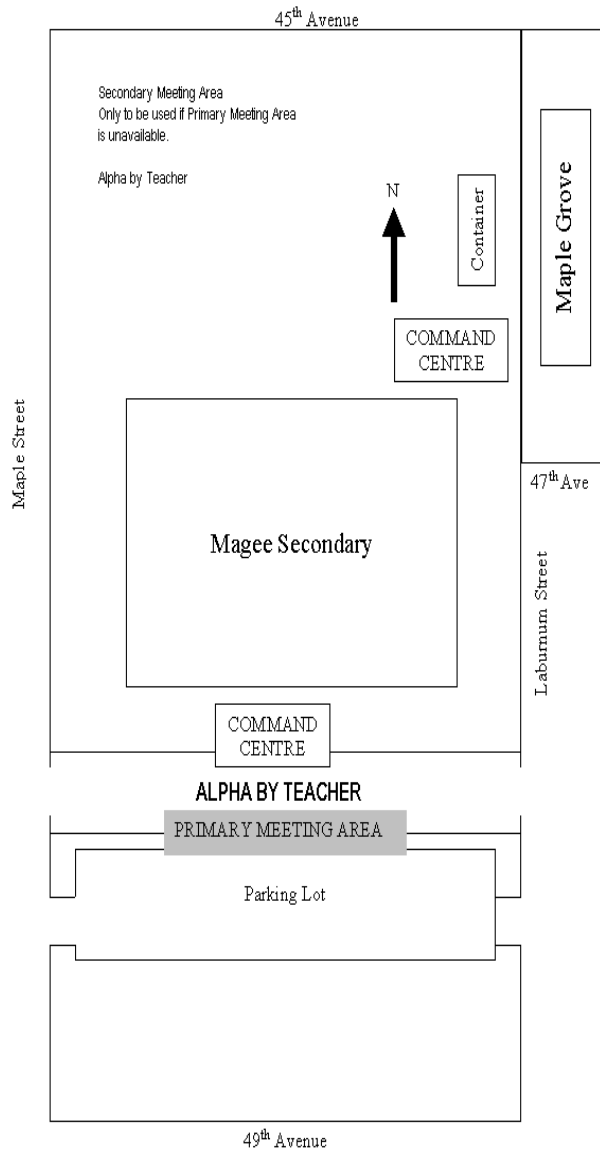 45th Avenue
Secondary Meeting Area
Only to be used if Primary Meeting Area
is unavailable.
Alpha by Teacher
N
Container
Maple Grove
COMMAND
CENTRE
Maple Street
47th Ave
Magee Secondary
Laburnum Street
COMMAND
CENTRE
ALPHA BY TEACHER
PRIMARY MEETING AREA
Parking Lot
49th Avenue